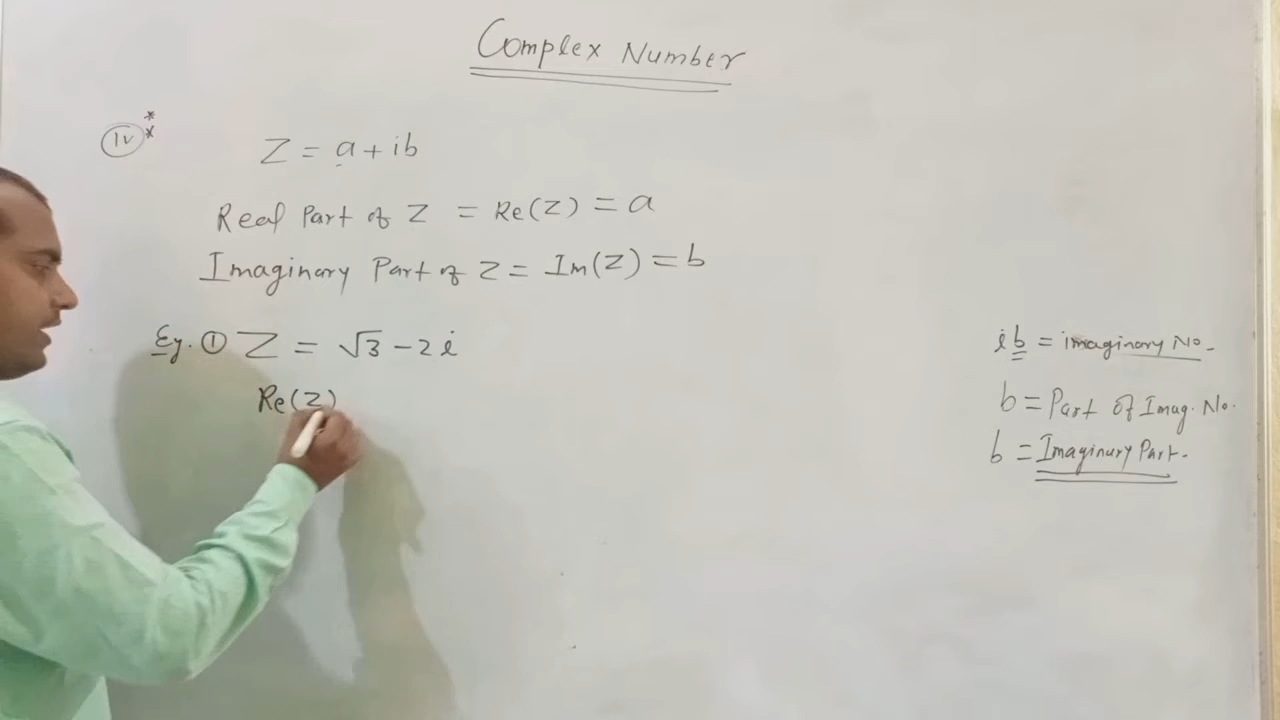 Complex Number
(iv) **
Z = a + ib
Real Part of Z = Re(Z) = a
Imaginary Part of Z = Im(Z) = b
Eg. ① Z = √3 - 2i
Re(Z)
ib = imaginary No.
b = Part of Imag. No.
b = Imaginary Part.